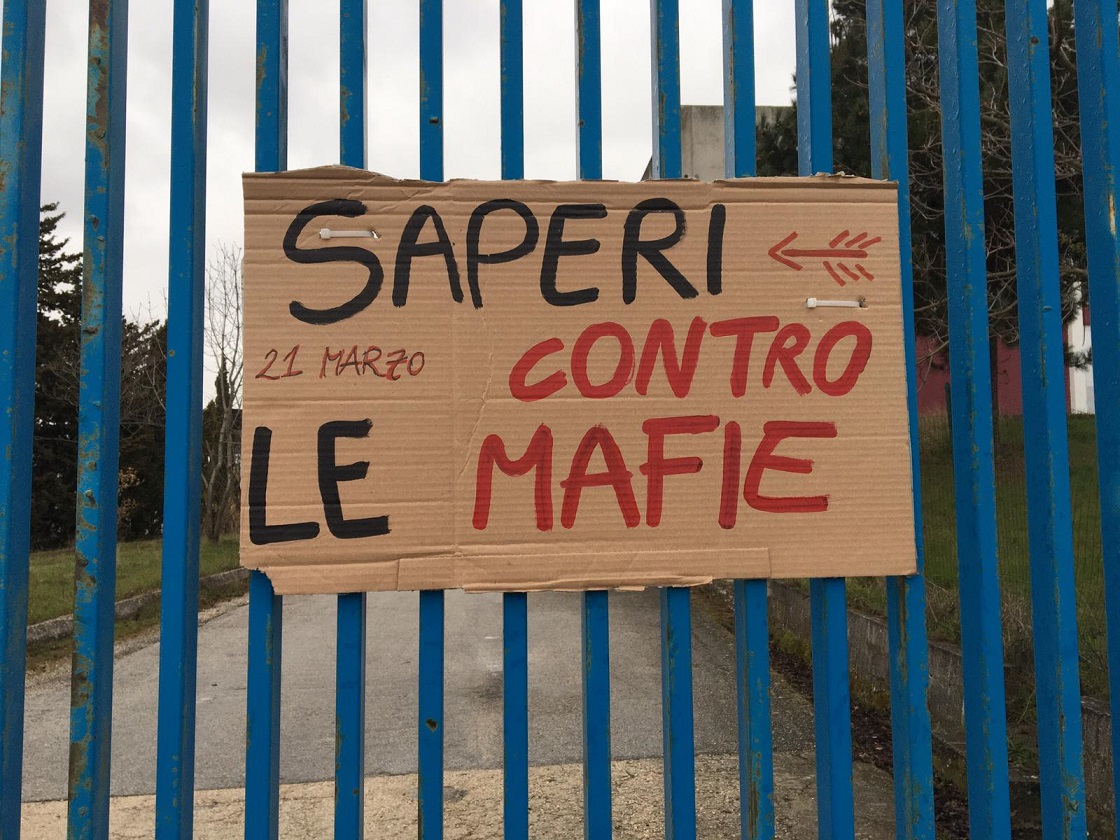 SAPERI
CONTRO
21 MARZO
LE MAFIE